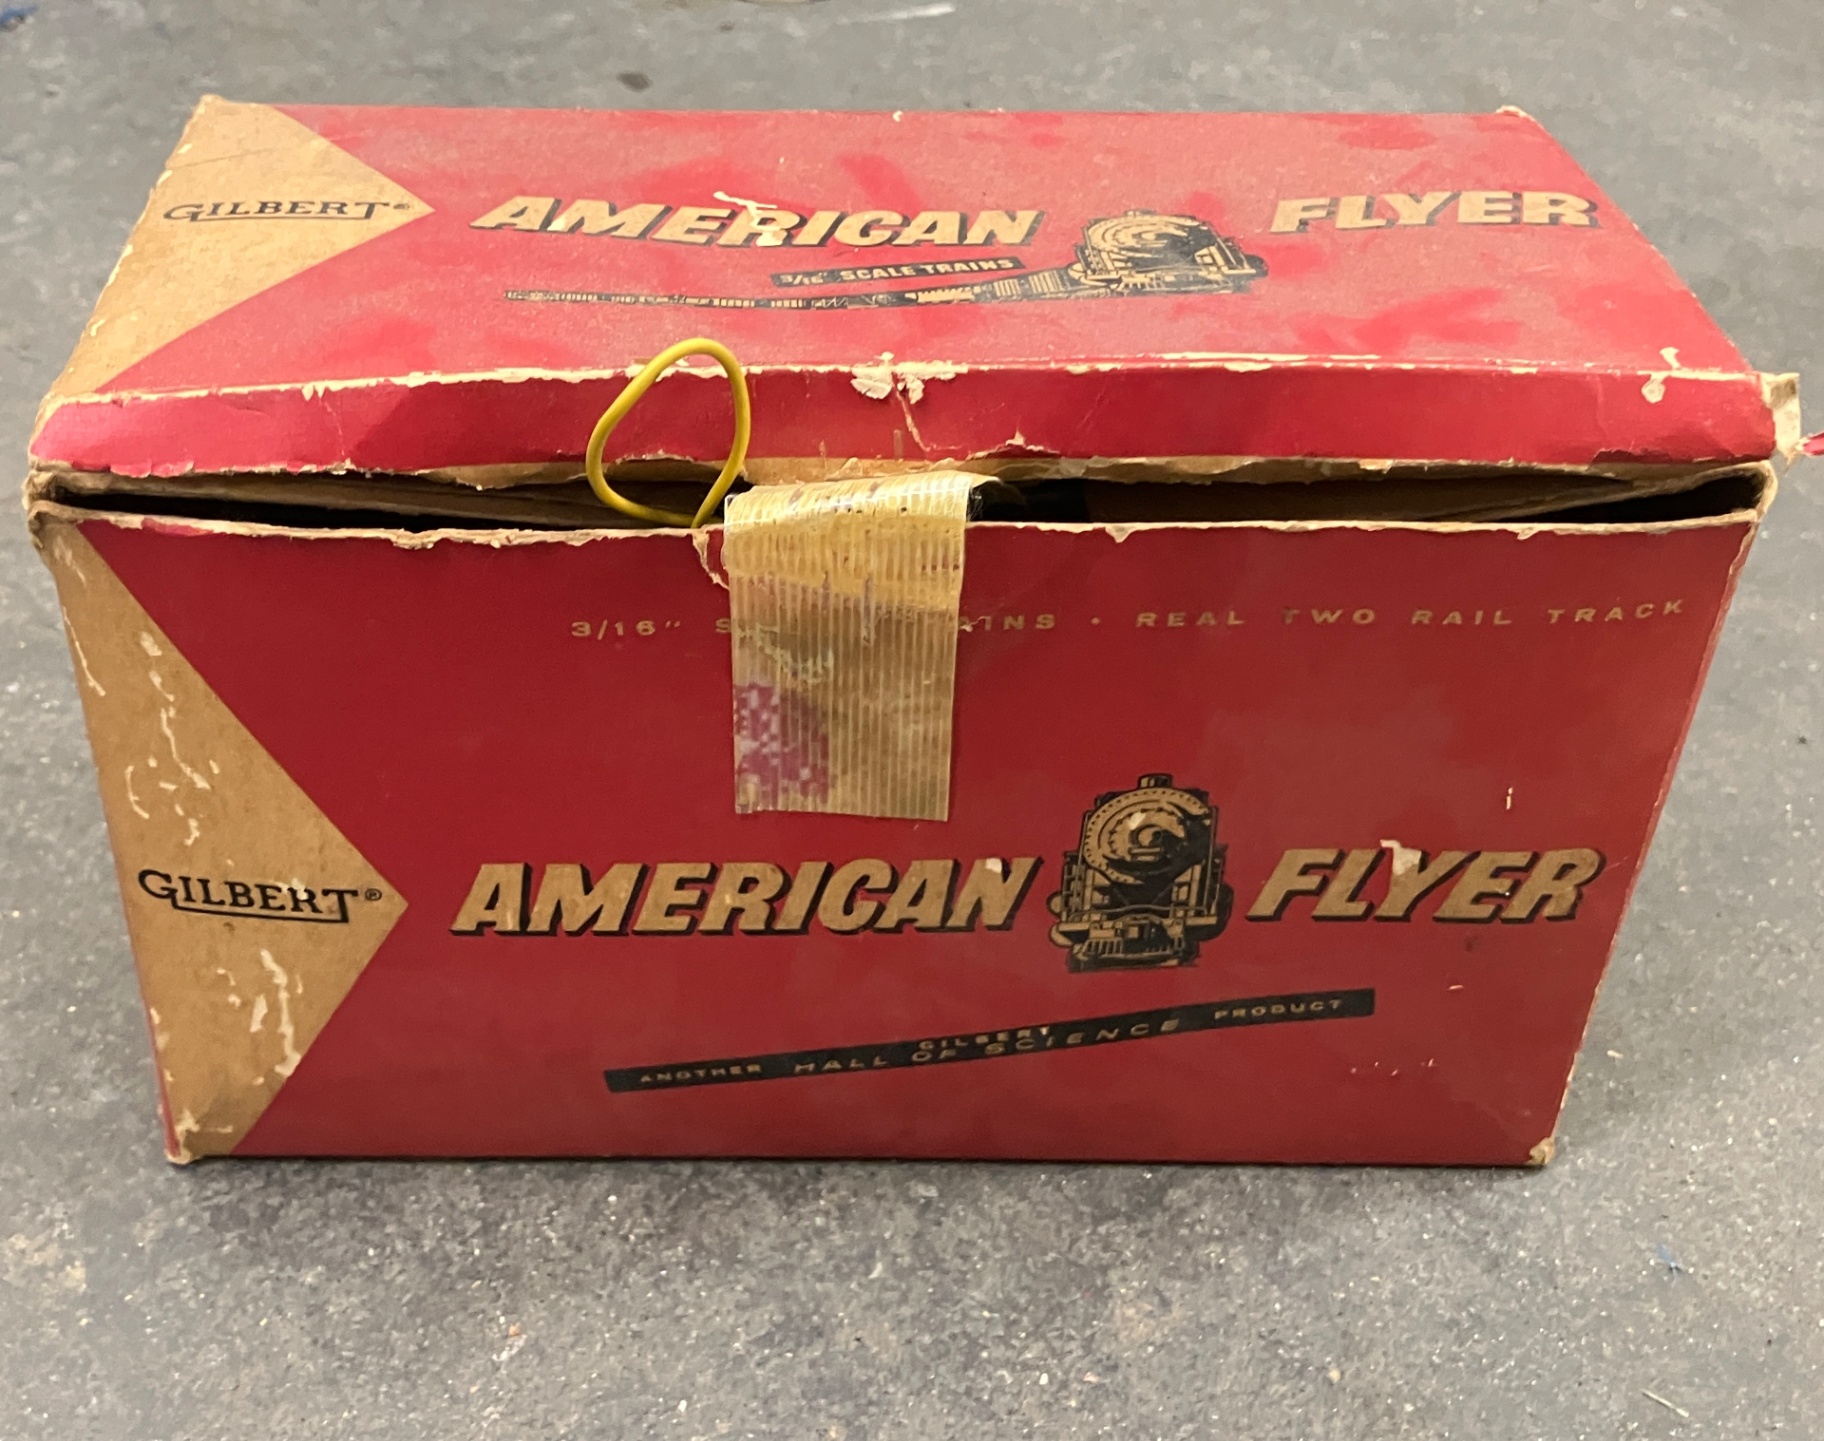 GILBERT®
AMERICAN FLYER
3/16" SCALE TRAINS
3/16" S AINS • REAL TWO RAIL TRACK
GILBERT®
AMERICAN FLYER
ANOTHER GILBERT HALL OF SCIENCE PRODUCT